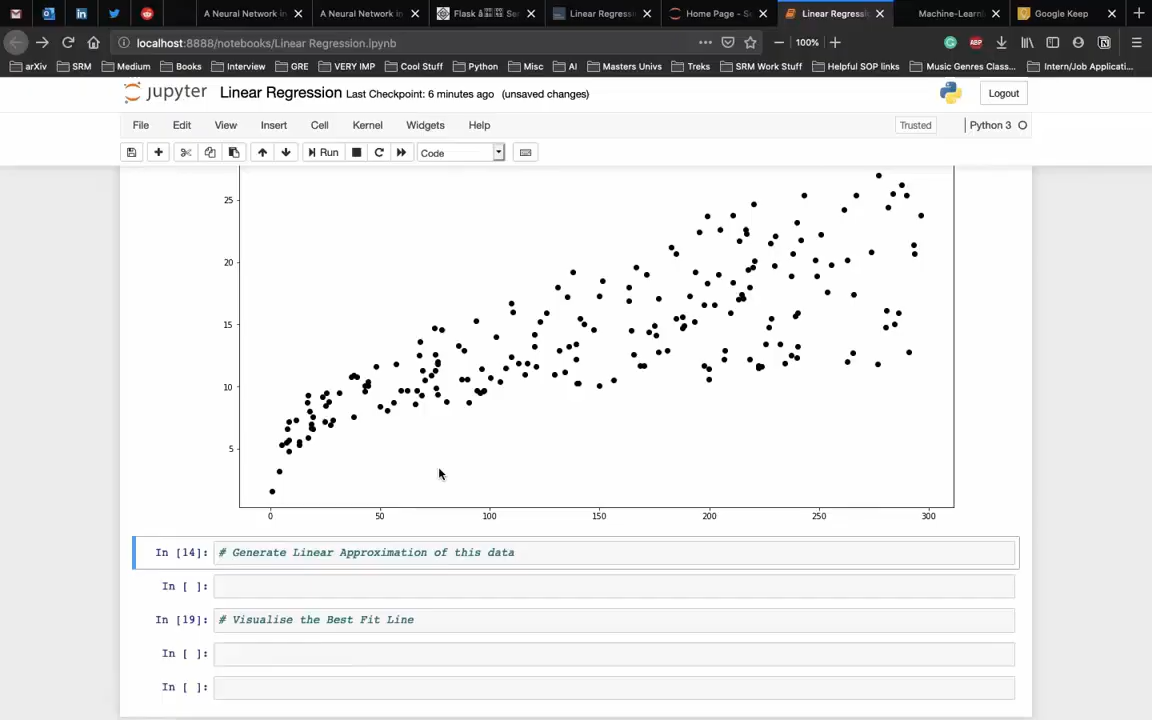 A Neural Network in
A Neural Network in
Linear Regressi
Home Page - S
Linear Regressi
Machine-Learn
Google Keep
localhost:8888/notebooks/Linear Regression.ipynb
100%
arXiv SRM Medium Books Interview GRE VERY IMP Cool Stuff Python Misc AI Masters Univs Treks SRM Work Stuff Helpful SOP links Music Genres Class... Intern/Job Applicati...
jupyter Linear Regression Last Checkpoint: 6 minutes ago (unsaved changes)
Logout
File Edit View Insert Cell Kernel Widgets Help
Trusted
Python 3
Run
Code
25
20
15
10
5
0 50 100 150 200 250 300
In [14]: # Generate Linear Approximation of this data
In [ ]:
In [19]: # Visualise the Best Fit Line
In [ ]:
In [ ]: